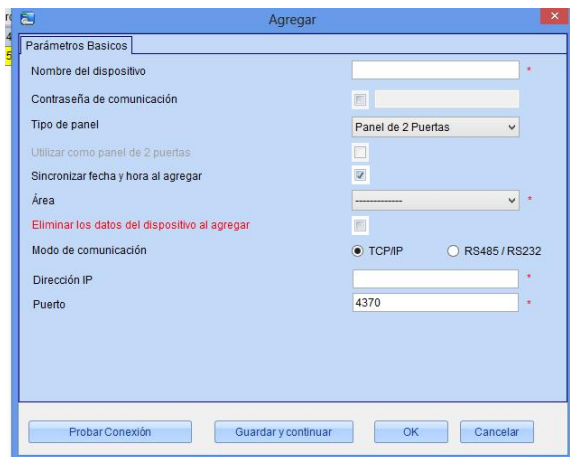 Agregar
Parámetros Basicos
Nombre del dispositivo *
Contraseña de comunicación
Tipo de panel Panel de 2 Puertas
Utilizar como panel de 2 puertas
Sincronizar fecha y hora al agregar
Área ------------- *
Eliminar los datos del dispositivo al agregar
Modo de comunicación TCP/IP RS485 / RS232
Dirección IP *
Puerto 4370 *
Probar Conexión Guardar y continuar OK Cancelar